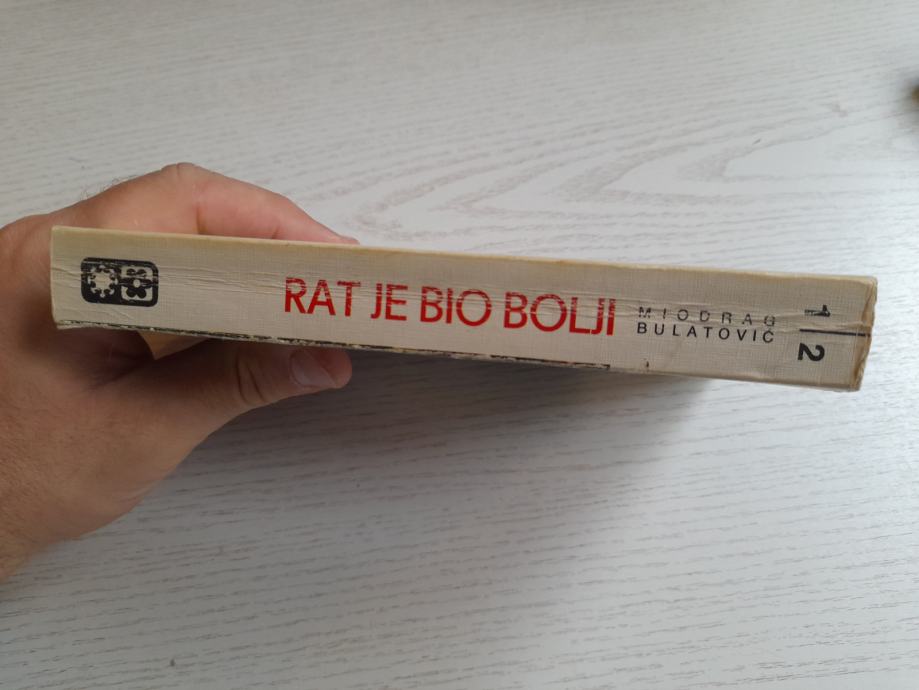 RAT JE BIO BOLJI
MIODRAG
BULATOVIĆ
1
2